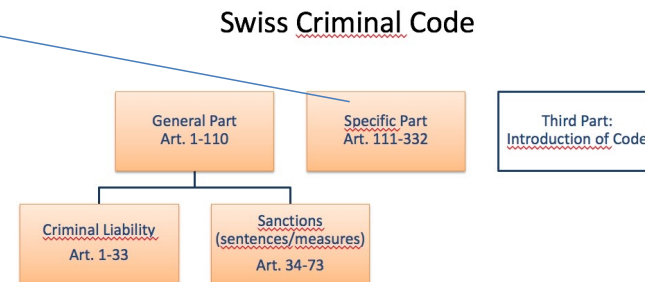 Swiss Criminal Code
General Part
Art. 1-110
Specific Part
Art. 111-332
Third Part:
Introduction of Code
Criminal Liability
Art. 1-33
Sanctions
(sentences/measures)
Art. 34-73